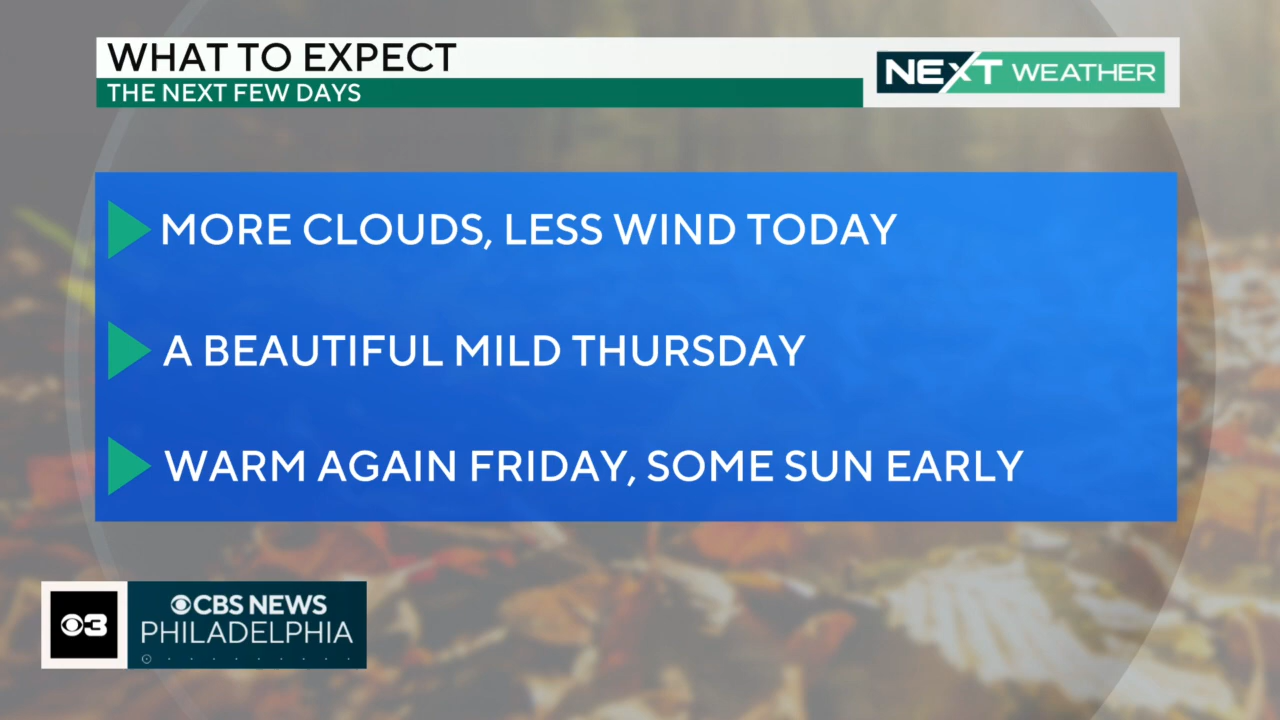 WHAT TO EXPECT
THE NEXT FEW DAYS
NEXT WEATHER
MORE CLOUDS, LESS WIND TODAY
A BEAUTIFUL MILD THURSDAY
WARM AGAIN FRIDAY, SOME SUN EARLY
3
CBS NEWS
PHILADELPHIA